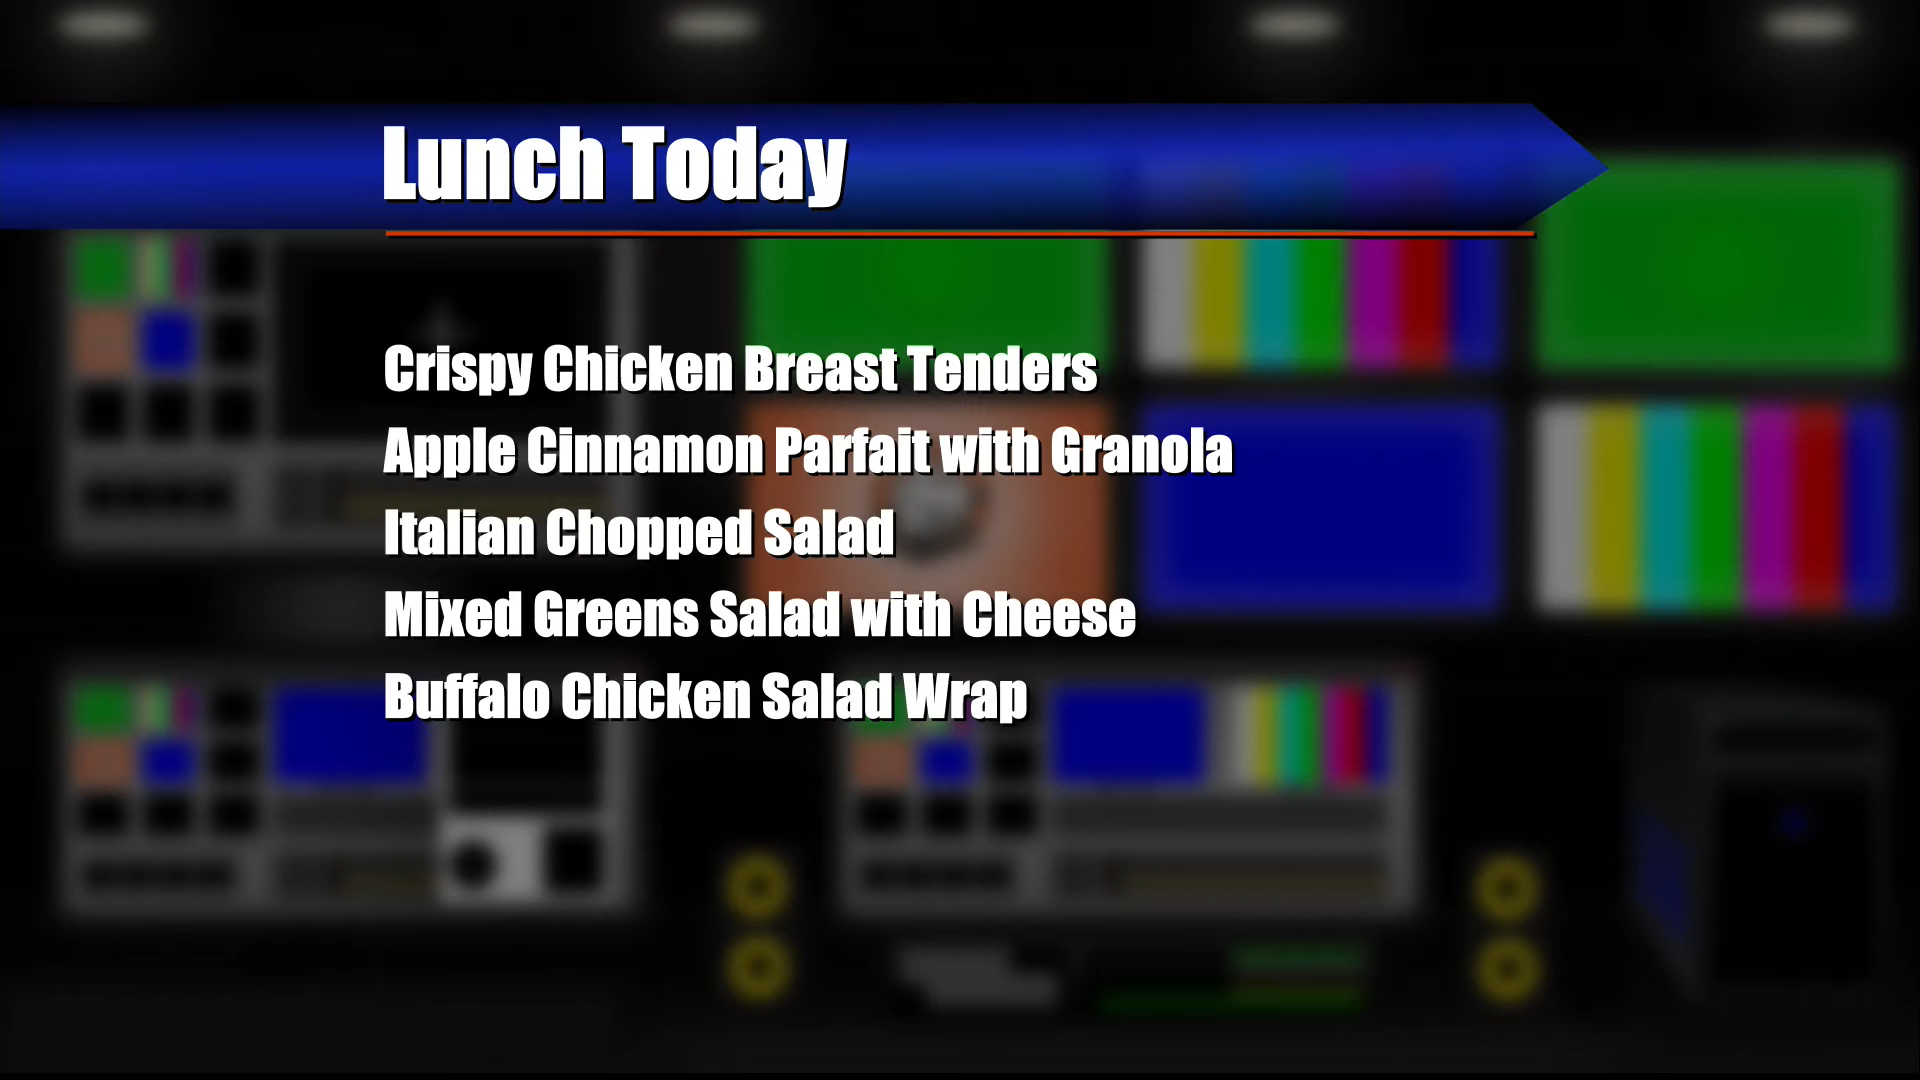 Lunch Today
Crispy Chicken Breast Tenders
Apple Cinnamon Parfait with Granola
Italian Chopped Salad
Mixed Greens Salad with Cheese
Buffalo Chicken Salad Wrap